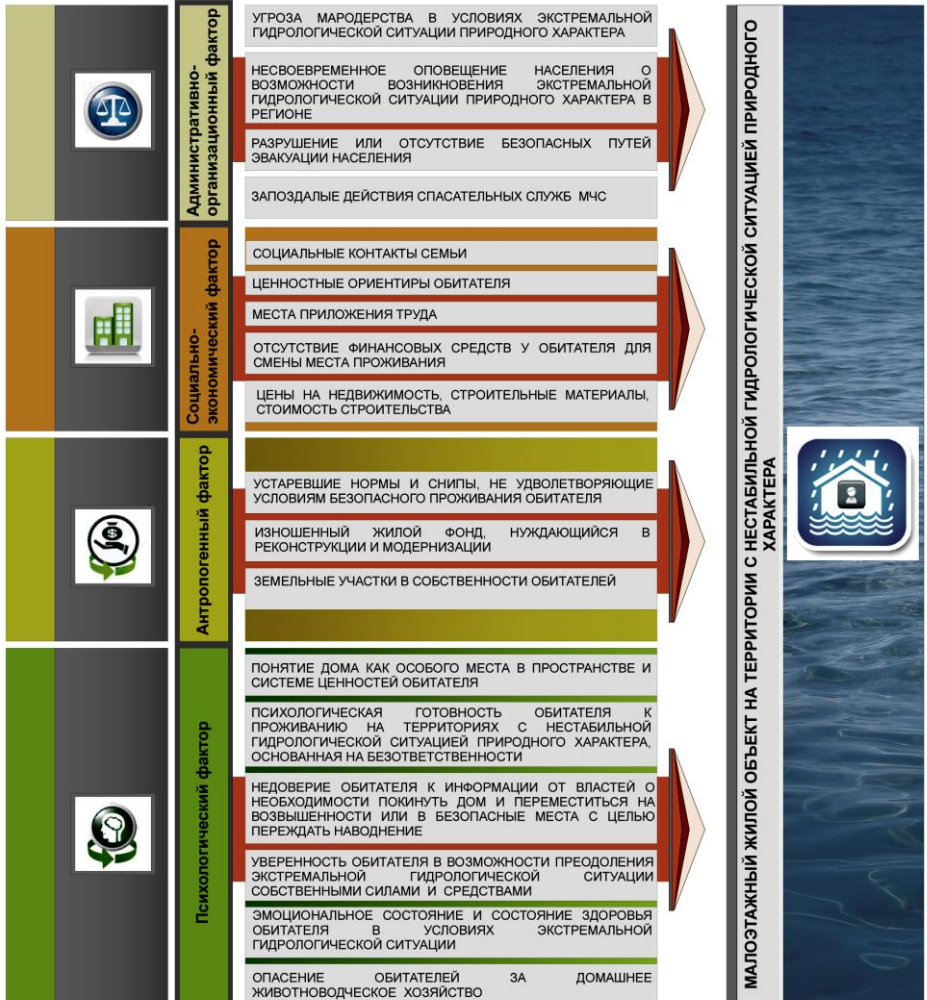 Административно-
организационный фактор
УГРОЗА МАРОДЕРСТВА В УСЛОВИЯХ ЭКСТРЕМАЛЬНОЙ
ГИДРОЛОГИЧЕСКОЙ СИТУАЦИИ ПРИРОДНОГО ХАРАКТЕРА
НЕСВОЕВРЕМЕННОЕ ОПОВЕЩЕНИЕ НАСЕЛЕНИЯ О
ВОЗМОЖНОСТИ ВОЗНИКНОВЕНИЯ ЭКСТРЕМАЛЬНОЙ
ГИДРОЛОГИЧЕСКОЙ СИТУАЦИИ ПРИРОДНОГО ХАРАКТЕРА В
РЕГИОНЕ
РАЗРУШЕНИЕ ИЛИ ОТСУТСТВИЕ БЕЗОПАСНЫХ ПУТЕЙ
ЭВАКУАЦИИ НАСЕЛЕНИЯ
ЗАПОЗДАЛЫЕ ДЕЙСТВИЯ СПАСАТЕЛЬНЫХ СЛУЖБ МЧС
Социально-
экономический фактор
СОЦИАЛЬНЫЕ КОНТАКТЫ СЕМЬИ
ЦЕННОСТНЫЕ ОРИЕНТИРЫ ОБИТАТЕЛЯ
МЕСТА ПРИЛОЖЕНИЯ ТРУДА
ОТСУТСТВИЕ ФИНАНСОВЫХ СРЕДСТВ У ОБИТАТЕЛЯ ДЛЯ
СМЕНЫ МЕСТА ПРОЖИВАНИЯ
ЦЕНЫ НА НЕДВИЖИМОСТЬ, СТРОИТЕЛЬНЫЕ МАТЕРИАЛЫ,
СТОИМОСТЬ СТРОИТЕЛЬСТВА
Антропогенный фактор
УСТАРЕВШИЕ НОРМЫ И СНИПЫ, НЕ УДВОЛЕТВОРЯЮЩИЕ
УСЛОВИЯМ БЕЗОПАСНОГО ПРОЖИВАНИЯ ОБИТАТЕЛЯ
ИЗНОШЕННЫЙ ЖИЛОЙ ФОНД, НУЖДАЮЩИЙСЯ В
РЕКОНСТРУКЦИИ И МОДЕРНИЗАЦИИ
ЗЕМЕЛЬНЫЕ УЧАСТКИ В СОБСТВЕННОСТИ ОБИТАТЕЛЕЙ
Психологический фактор
ПОНЯТИЕ ДОМА КАК ОСОБОГО МЕСТА В ПРОСТРАНСТВЕ И
СИСТЕМЕ ЦЕННОСТЕЙ ОБИТАТЕЛЯ
ПСИХОЛОГИЧЕСКАЯ ГОТОВНОСТЬ ОБИТАТЕЛЯ К
ПРОЖИВАНИЮ НА ТЕРРИТОРИЯХ С НЕСТАБИЛЬНОЙ
ГИДРОЛОГИЧЕСКОЙ СИТУАЦИЕЙ ПРИРОДНОГО ХАРАКТЕРА,
ОСНОВАННАЯ НА БЕЗОТВЕТСТВЕННОСТИ
НЕДОВЕРИЕ ОБИТАТЕЛЯ К ИНФОРМАЦИИ ОТ ВЛАСТЕЙ О
НЕОБХОДИМОСТИ ПОКИНУТЬ ДОМ И ПЕРЕМЕСТИТЬСЯ НА
ВОЗВЫШЕННОСТИ ИЛИ В БЕЗОПАСНЫЕ МЕСТА С ЦЕЛЬЮ
ПЕРЕЖДАТЬ НАВОДНЕНИЕ
УВЕРЕННОСТЬ ОБИТАТЕЛЯ В ВОЗМОЖНОСТИ ПРЕОДОЛЕНИЯ
ЭКСТРЕМАЛЬНОЙ ГИДРОЛОГИЧЕСКОЙ СИТУАЦИИ
СОБСТВЕННЫМИ СИЛАМИ И СРЕДСТВАМИ
ЭМОЦИОНАЛЬНОЕ СОСТОЯНИЕ И СОСТОЯНИЕ ЗДОРОВЬЯ
ОБИТАТЕЛЯ В УСЛОВИЯХ ЭКСТРЕМАЛЬНОЙ
ГИДРОЛОГИЧЕСКОЙ СИТУАЦИИ
ОПАСЕНИЕ ОБИТАТЕЛЕЙ ЗА ДОМАШНЕЕ
ЖИВОТНОВОДЧЕСКОЕ ХОЗЯЙСТВО
МАЛОЭТАЖНЫЙ ЖИЛОЙ ОБЪЕКТ НА ТЕРРИТОРИИ С НЕСТАБИЛЬНОЙ ГИДРОЛОГИЧЕСКОЙ СИТУАЦИЕЙ ПРИРОДНОГО
ХАРАКТЕРА